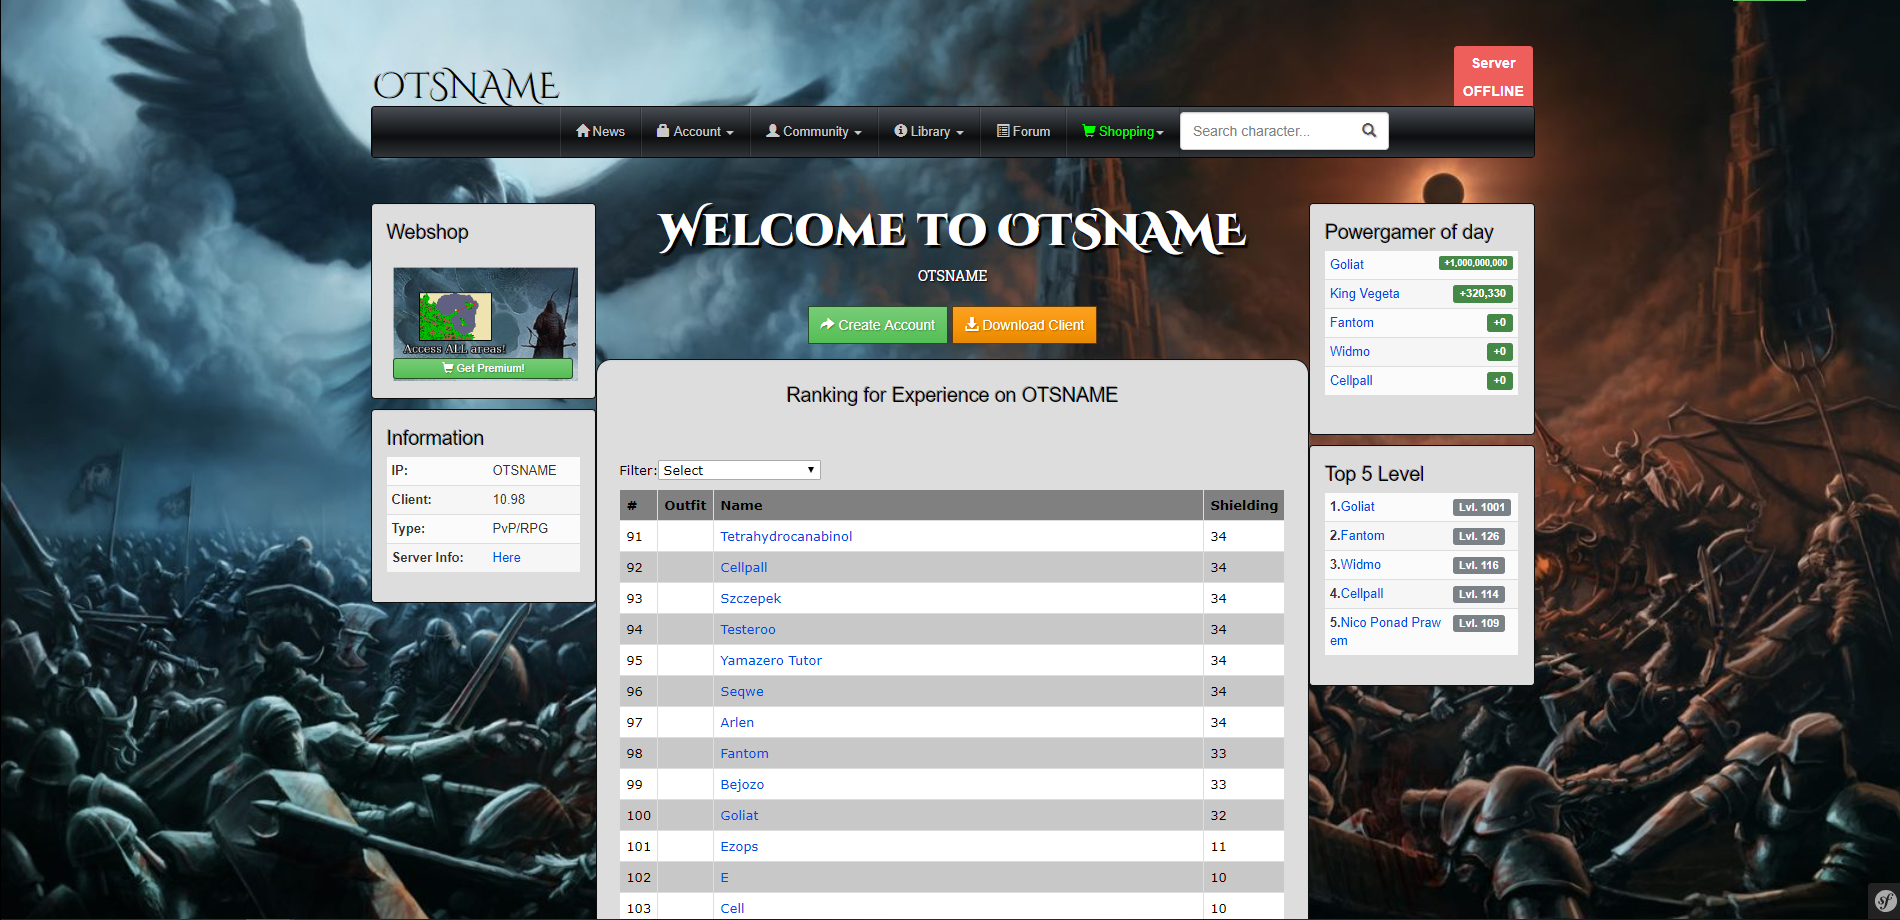 OTSNAME
Server
OFFLINE
News
Account
Community
Library
Forum
Shopping
Search character...
Webshop
Access ALL areas!
Get Premium!
Information
IP: OTSNAME
Client: 10.98
Type: PvP/RPG
Server Info: Here
Welcome to OTSNAME
OTSNAME
Create Account
Download Client
Ranking for Experience on OTSNAME
Filter: Select
# Outfit Name Shielding
91 Tetrahydrocanabinol 34
92 Cellpall 34
93 Szczepek 34
94 Testeroo 34
95 Yamazero Tutor 34
96 Seqwe 34
97 Arlen 34
98 Fantom 33
99 Bejozo 33
100 Goliat 32
101 Ezops 11
102 E 10
103 Cell 10
Powergamer of day
Goliat +1,000,000,000
King Vegeta +320,330
Fantom +0
Widmo +0
Cellpall +0
Top 5 Level
1.Goliat Lvl. 1001
2.Fantom Lvl. 126
3.Widmo Lvl. 116
4.Cellpall Lvl. 114
5.Nico Ponad Praw Lvl. 109
em
sf